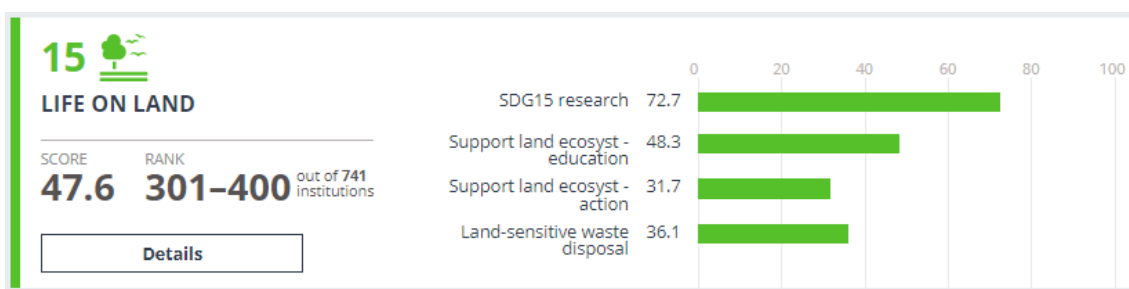 15
LIFE ON LAND
SCORE
47.6
RANK
301–400 out of 741
institutions
Details
0 20 40 60 80 100
SDG15 research 72.7
Support land ecosyst - 48.3
education
Support land ecosyst - 31.7
action
Land-sensitive waste 36.1
disposal